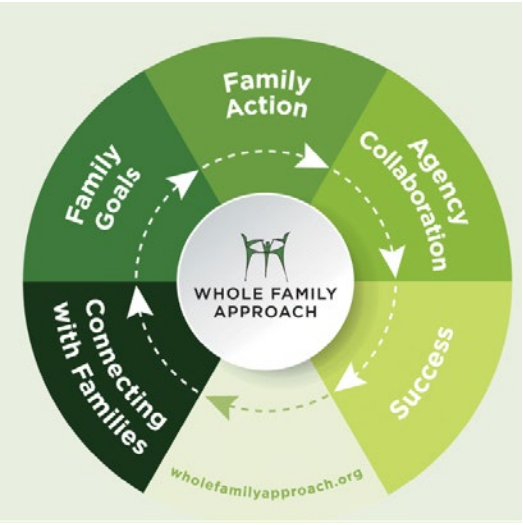 Family
Action
Agency
Collaboration
Success
Connecting
with Families
Family
Goals
WHOLE FAMILY
APPROACH
wholefamilyapproach.org